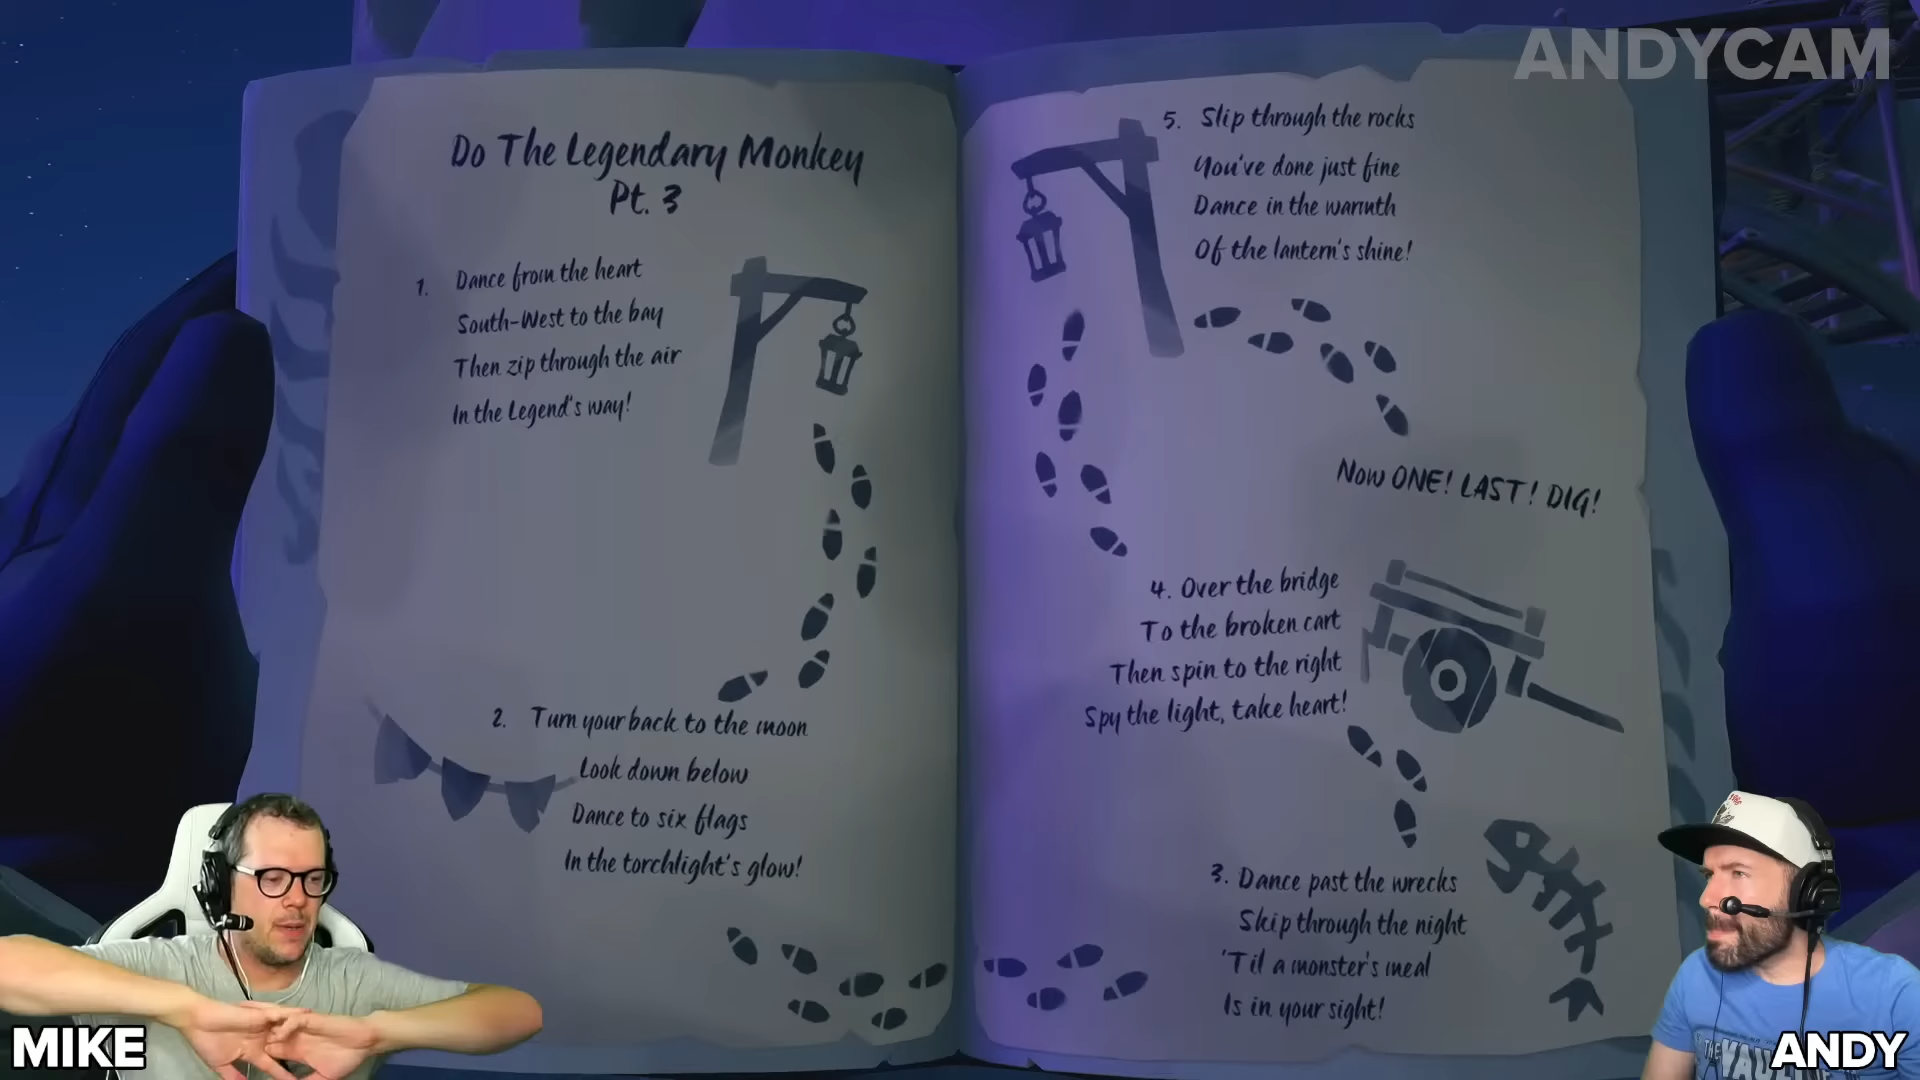 ANDYCAM
Do The Legendary Monkey
Pt. 3
1. Dance from the heart
South-West to the bay
Then zip through the air
In the Legend's way!
2. Turn your back to the moon
Look down below
Dance to six flags
In the torchlight's glow!
3. Dance past the wrecks
Skip through the night
'Til a monster's meal
Is in your sight!
4. Over the bridge
To the broken cart
Then spin to the right
Spy the light, take heart!
5. Slip through the rocks
You've done just fine
Dance in the warmth
Of the lantern's shine!
Now ONE! LAST! DIG!
MIKE
ANDY